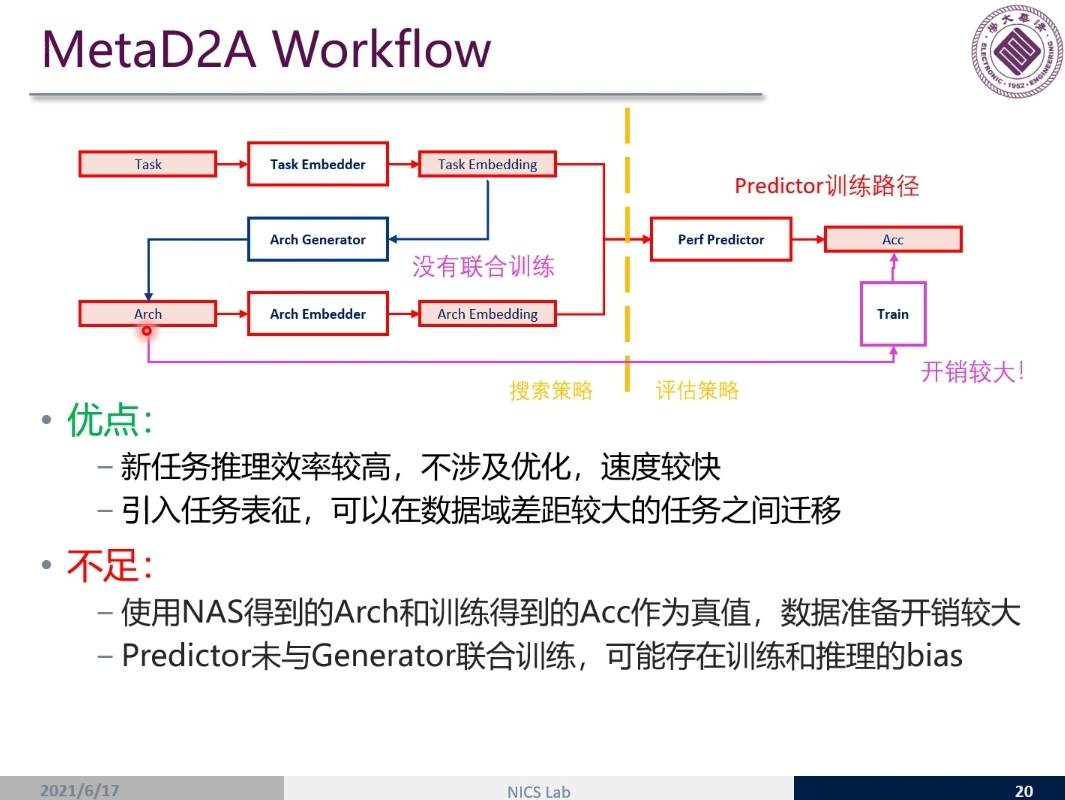 MetaD2A Workflow
Task
Task Embedder
Task Embedding
Predictor训练路径
Arch Generator
Perf Predictor
Acc
没有联合训练
Arch
Arch Embedder
Arch Embedding
Train
开销较大！
搜索策略
评估策略
• 优点：
– 新任务推理效率较高，不涉及优化，速度较快
– 引入任务表征，可以在数据域差距较大的任务之间迁移
• 不足：
– 使用NAS得到的Arch和训练得到的Acc作为真值，数据准备开销较大
– Predictor未与Generator联合训练，可能存在训练和推理的bias
2021/6/17
NICS Lab
20